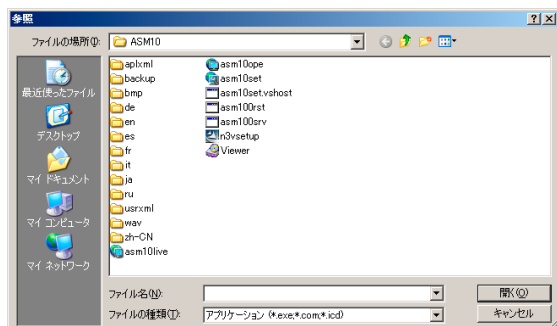 参照
ファイルの場所(I):
ASM10
最近使ったファイル
デスクトップ
マイ ドキュメント
マイ コンピュータ
マイ ネットワーク
aplxml
backup
bmp
de
en
es
fr
it
ja
ru
usrxml
wav
zh-CN
asm10live
asm10ope
asm10set
asm10set.vshost
asm100rst
asm100srv
n3vsetup
Viewer
ファイル名(N):
開く(O)
ファイルの種類(T):
アプリケーション (*.exe;*.com;*.icd)
キャンセル